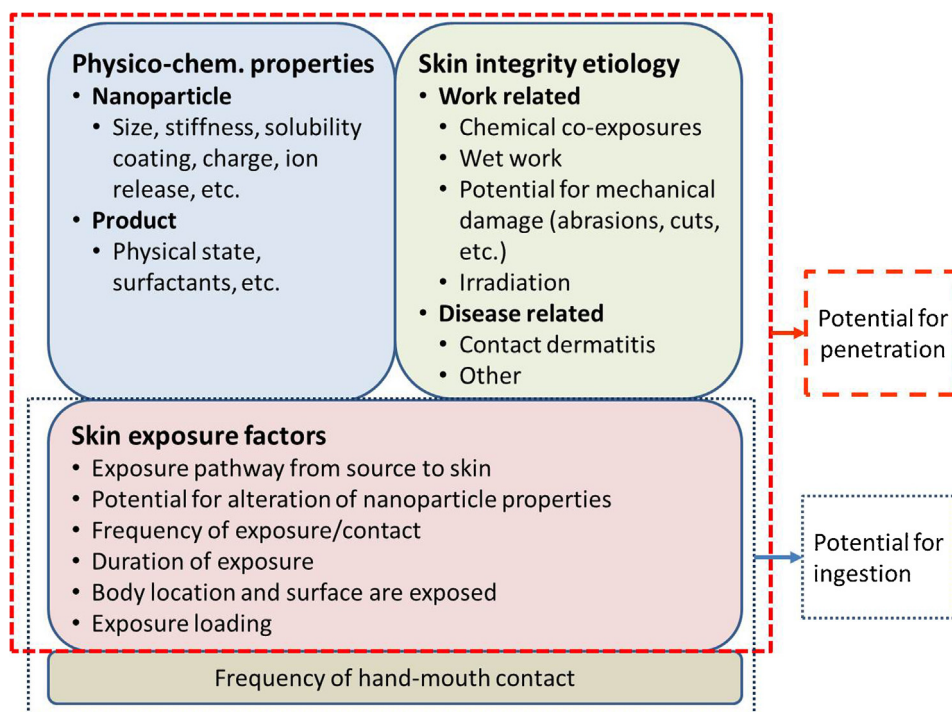 Physico-chem. properties
• Nanoparticle
• Size, stiffness, solubility
coating, charge, ion
release, etc.
• Product
• Physical state,
surfactants, etc.
Skin integrity etiology
• Work related
• Chemical co-exposures
• Wet work
• Potential for mechanical
damage (abrasions, cuts,
etc.)
• Irradiation
• Disease related
• Contact dermatitis
• Other
Skin exposure factors
• Exposure pathway from source to skin
• Potential for alteration of nanoparticle properties
• Frequency of exposure/contact
• Duration of exposure
• Body location and surface are exposed
• Exposure loading
Frequency of hand-mouth contact
Potential for
penetration
Potential for
ingestion